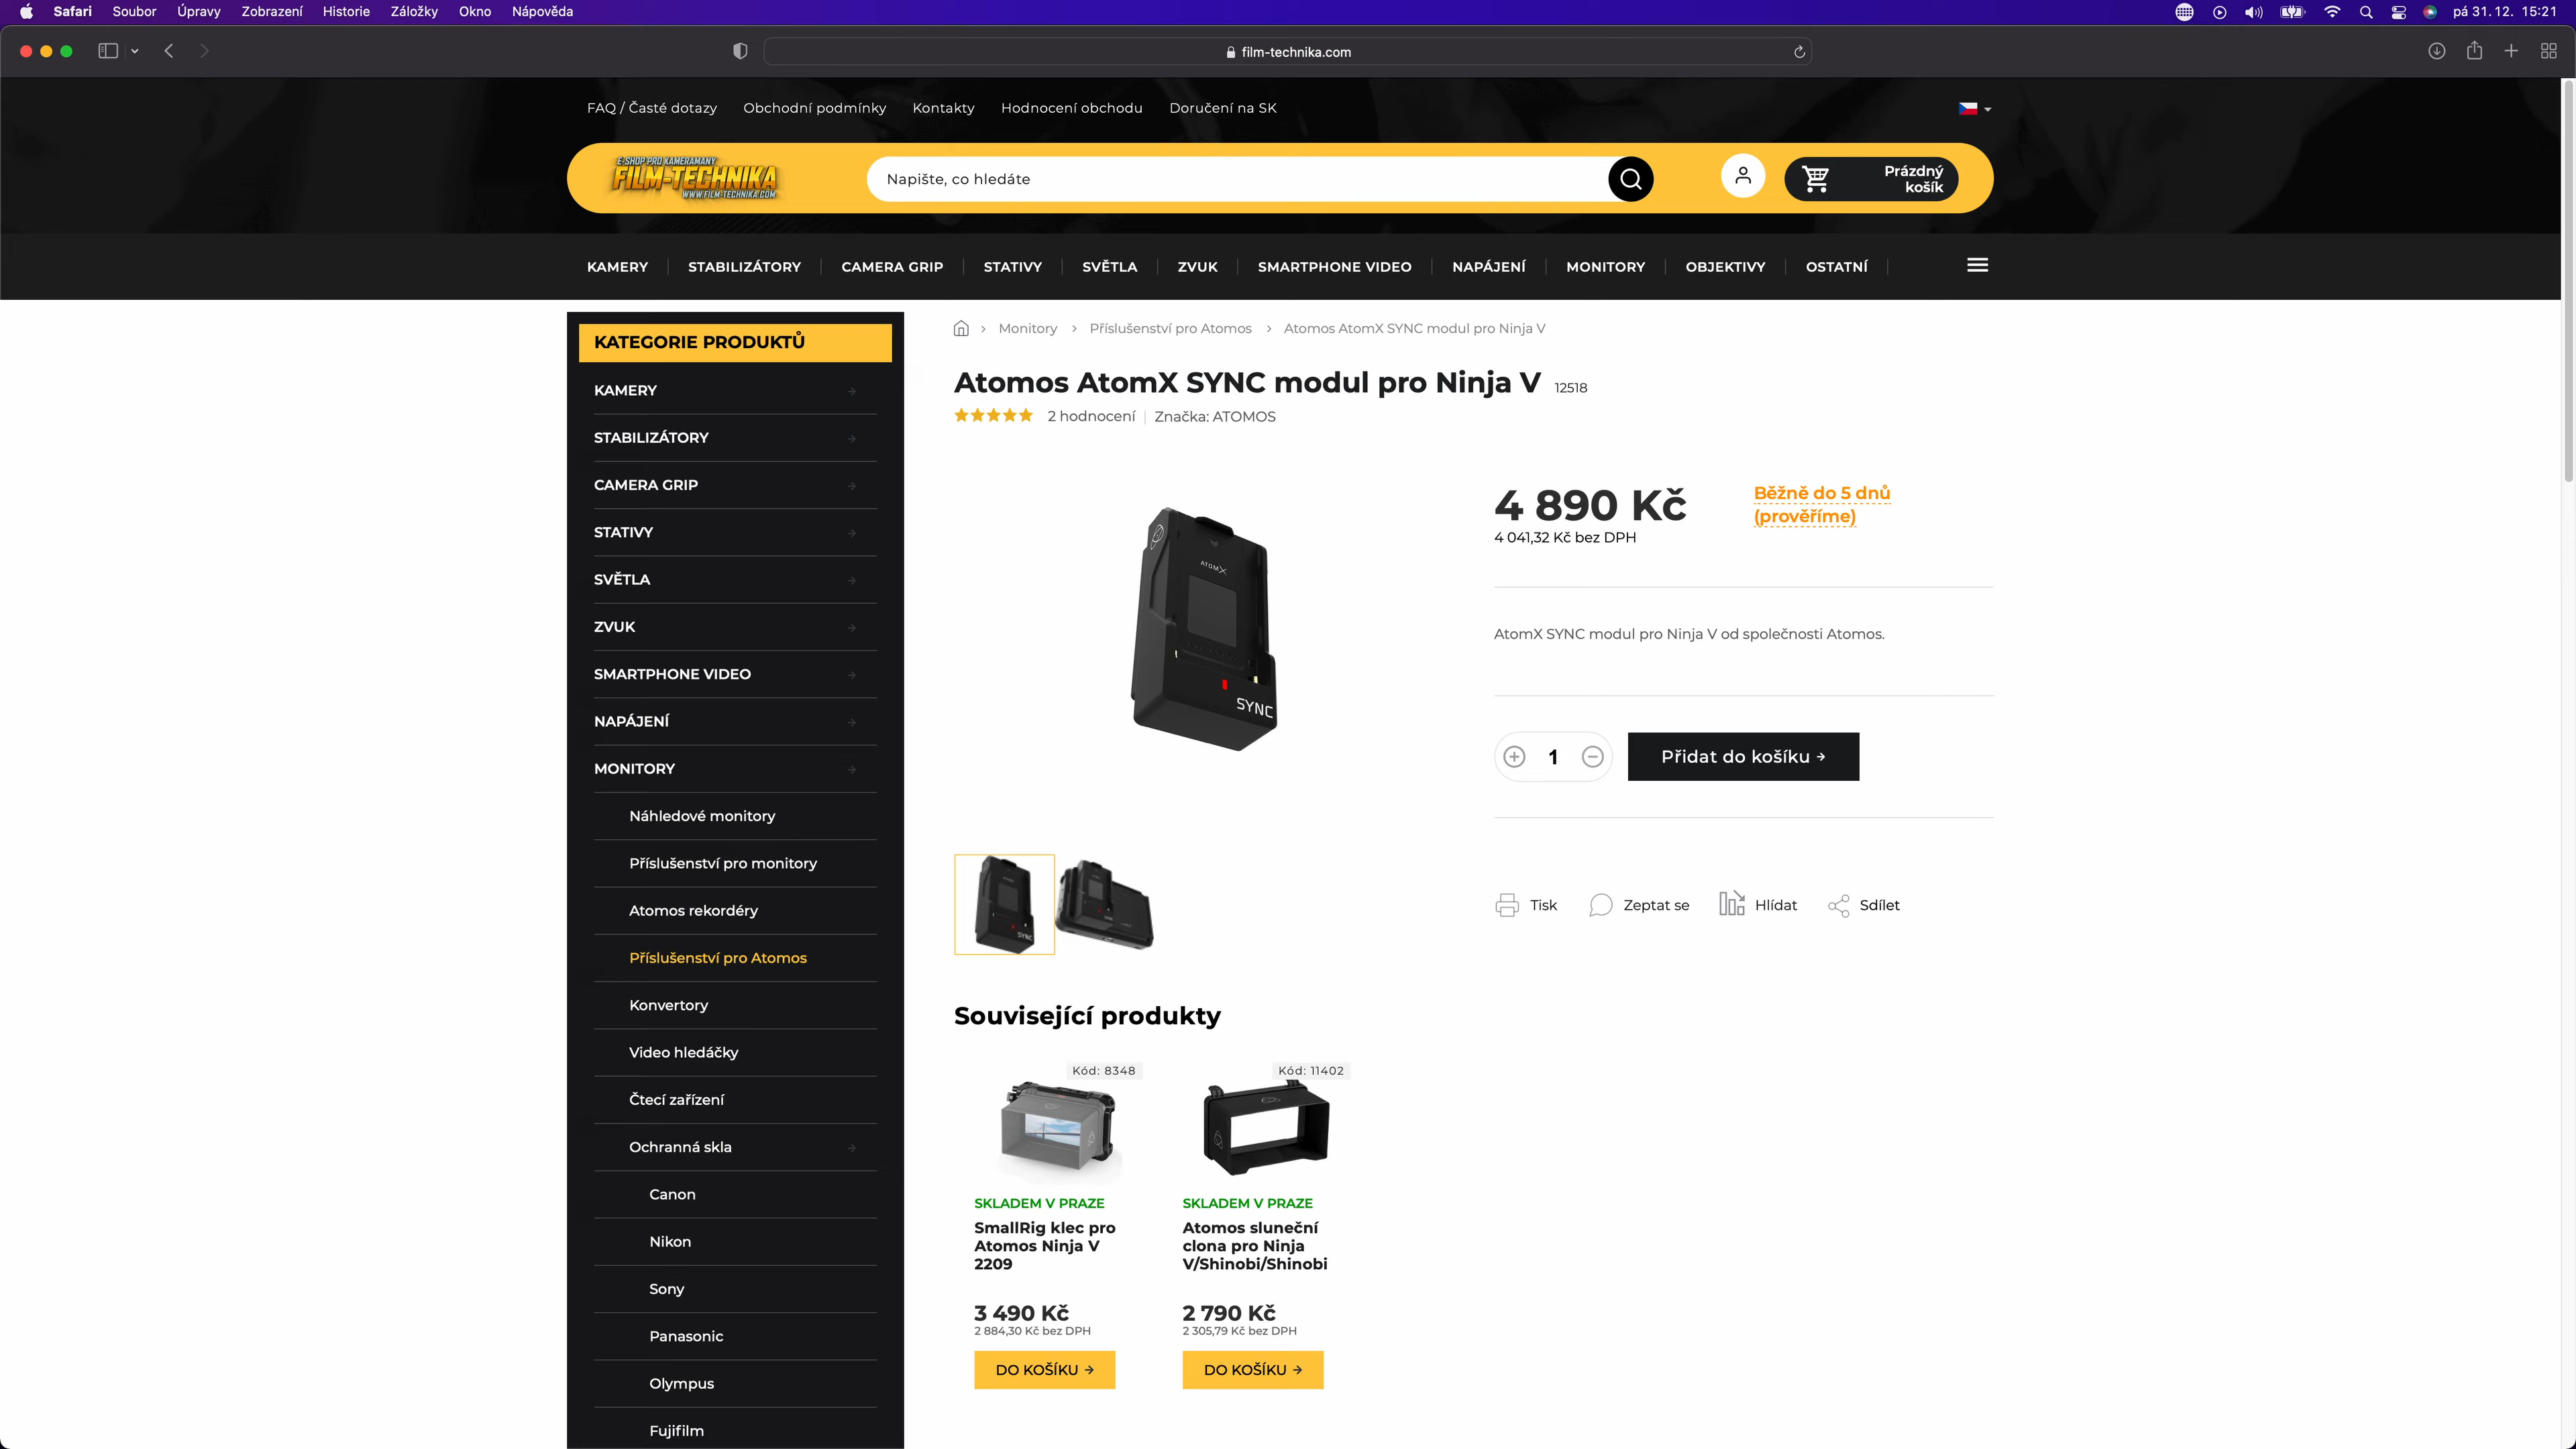 Safari Soubor Úpravy Zobrazení Historie Záložky Okno Nápověda
pá 31. 12. 15:21
film-technika.com
FAQ / Časté dotazy Obchodní podmínky Kontakty Hodnocení obchodu Doručení na SK
E-SHOP PRO KAMERAMANY
FILM-TECHNIKA
WWW.FILM-TECHNIKA.COM
Napište, co hledáte
Prázdný
košík
KAMERY STABILIZÁTORY CAMERA GRIP STATIVY SVĚTLA ZVUK SMARTPHONE VIDEO NAPÁJENÍ MONITORY OBJEKTIVY OSTATNÍ
KATEGORIE PRODUKTŮ
KAMERY
STABILIZÁTORY
CAMERA GRIP
STATIVY
SVĚTLA
ZVUK
SMARTPHONE VIDEO
NAPÁJENÍ
MONITORY
Náhledové monitory
Příslušenství pro monitory
Atomos rekordéry
Příslušenství pro Atomos
Konvertory
Video hledáčky
Čtecí zařízení
Ochranná skla
Canon
Nikon
Sony
Panasonic
Olympus
Fujifilm
Monitory Příslušenství pro Atomos Atomos AtomX SYNC modul pro Ninja V
Atomos AtomX SYNC modul pro Ninja V 12518
2 hodnocení Značka: ATOMOS
ATOMX
SYNC
4 890 Kč
4 041,32 Kč bez DPH
Běžně do 5 dnů
(prověříme)
AtomX SYNC modul pro Ninja V od společnosti Atomos.
1 Přidat do košíku
Tisk Zeptat se Hlídat Sdílet
SYNC
Související produkty
Kód: 8348
SKLADEM V PRAZE
SmallRig klec pro
Atomos Ninja V
2209
3 490 Kč
2 884,30 Kč bez DPH
DO KOŠÍKU
Kód: 11402
SKLADEM V PRAZE
Atomos sluneční
clona pro Ninja
V/Shinobi/Shinobi
2 790 Kč
2 305,79 Kč bez DPH
DO KOŠÍKU